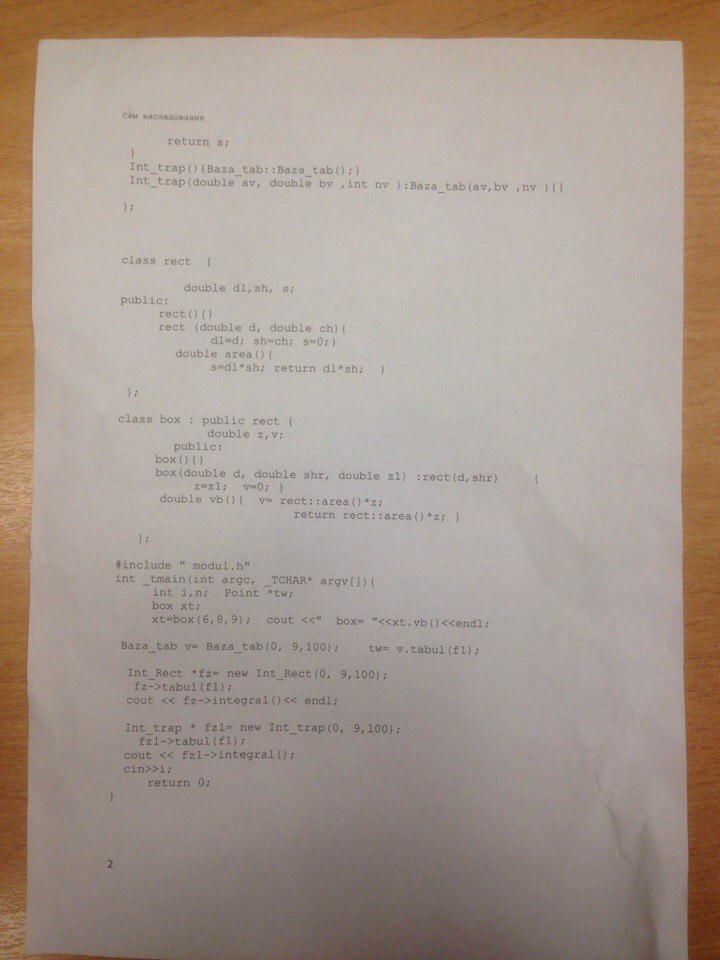 Сем наследование
return s;
}
Int_trap(){Baza_tab::Baza_tab();}
Int_trap(double av, double bv ,int nv ):Baza_tab(av,bv ,nv ){}
};
class rect {
double dl,sh, s;
public:
rect(){}
rect (double d, double ch){
dl=d; sh=ch; s=0;}
double area(){
s=dl*sh; return dl*sh; }
};
class box : public rect {
double z,v;
public:
box(){}
box(double d, double shr, double z1) :rect(d,shr) {
z=z1; v=0; }
double vb(){ v= rect::area()*z;
return rect::area()*z; }
};
#include " modul.h"
int _tmain(int argc, _TCHAR* argv[]){
int i,n; Point *tw;
box xt;
xt=box(6,8,9); cout <<" box= "<<xt.vb()<<endl;
Baza_tab v= Baza_tab(0, 9,100); tw= v.tabul(f1);
Int_Rect *fz= new Int_Rect(0, 9,100);
fz->tabul(f1);
cout << fz->integral()<< endl;
Int_trap * fz1= new Int_trap(0, 9,100);
fz1->tabul(f1);
cout << fz1->integral();
cin>>i;
return 0;
}
2